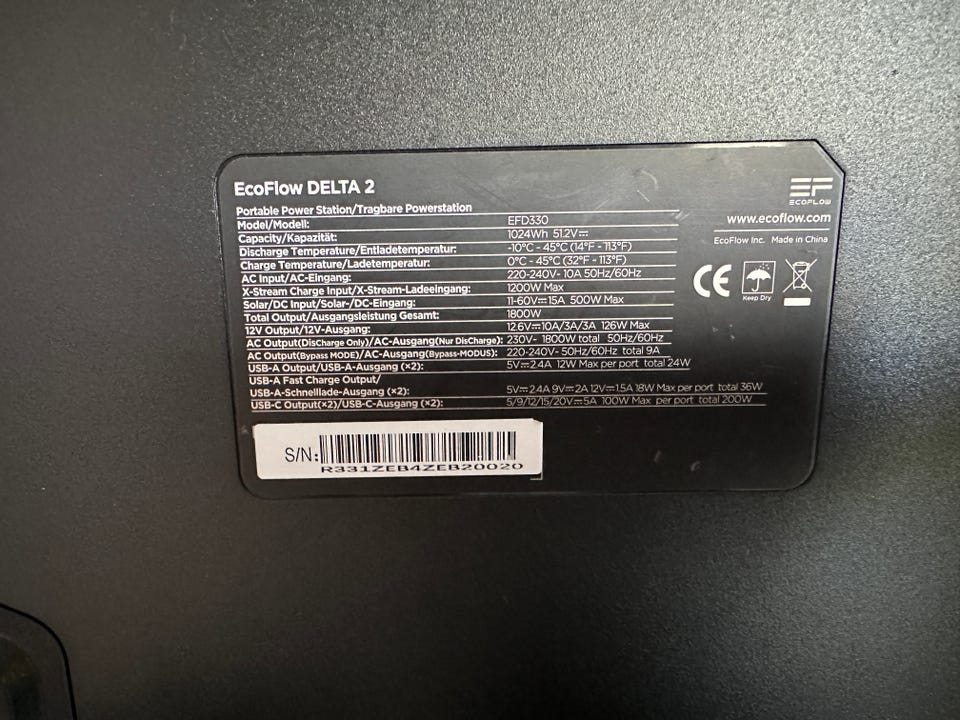 EcoFlow DELTA 2
Portable Power Station/Tragbare Powerstation
Model/Modell: EFD330
Capacity/Kapazität: 1024Wh 51.2V⎓
Discharge Temperature/Entladetemperatur: -10°C - 45°C (14°F - 113°F)
Charge Temperature/Ladetemperatur: 0°C - 45°C (32°F - 113°F)
AC Input/AC-Eingang: 220-240V~ 10A 50Hz/60Hz
X-Stream Charge Input/X-Stream-Ladeeingang: 1200W Max
Solar/DC Input/Solar-/DC-Eingang: 11-60V⎓15A 500W Max
Total Output/Ausgangsleistung Gesamt: 1800W
12V Output/12V-Ausgang: 12.6V⎓10A/3A/3A 126W Max
AC Output(DisCharge Only)/AC-Ausgang(Nur DisCharge): 230V~ 1800W total 50Hz/60Hz
AC Output(Bypass MODE)/AC-Ausgang(Bypass-MODUS): 220-240V~ 50Hz/60Hz total 9A
USB-A Output/USB-A-Ausgang (×2): 5V⎓2.4A 12W Max per port total 24W
USB-A Fast Charge Output/
USB-A-Schnelllade-Ausgang (×2): 5V⎓2.4A 9V⎓2A 12V⎓1.5A 18W Max per port total 36W
USB-C Output(×2)/USB-C-Ausgang (×2): 5/9/12/15/20V⎓5A 100W Max per port total 200W
EF
ECOFLOW
www.ecoflow.com
EcoFlow Inc. Made in China
CE
Keep Dry
S/N:
R331ZEB4ZEB20020